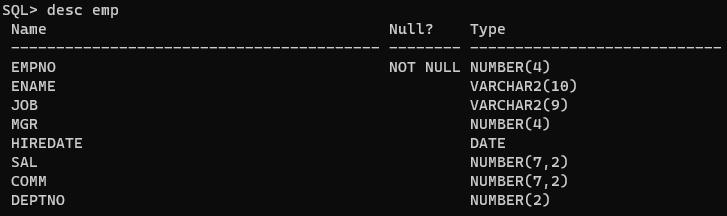 SQL> desc emp
Name Null? Type
----------------------------------------- -------- ----------------------------
EMPNO NOT NULL NUMBER(4)
ENAME VARCHAR2(10)
JOB VARCHAR2(9)
MGR NUMBER(4)
HIREDATE DATE
SAL NUMBER(7,2)
COMM NUMBER(7,2)
DEPTNO NUMBER(2)